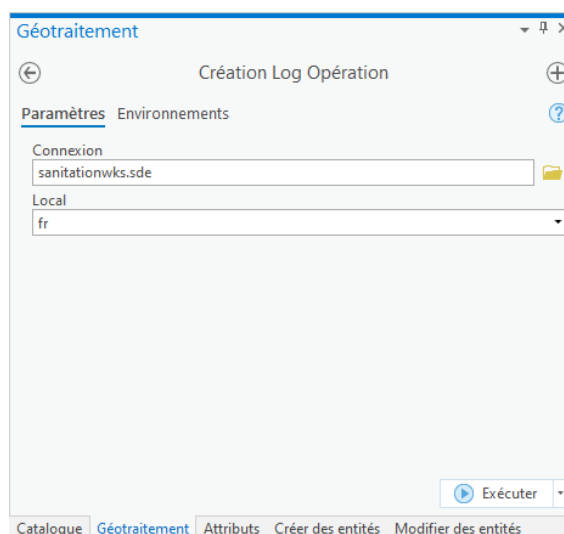 Géotraitement
Création Log Opération
Paramètres Environnements
Connexion
sanitationwks.sde
Local
fr
Exécuter
Catalogue Géotraitement Attributs Créer des entités Modifier des entités